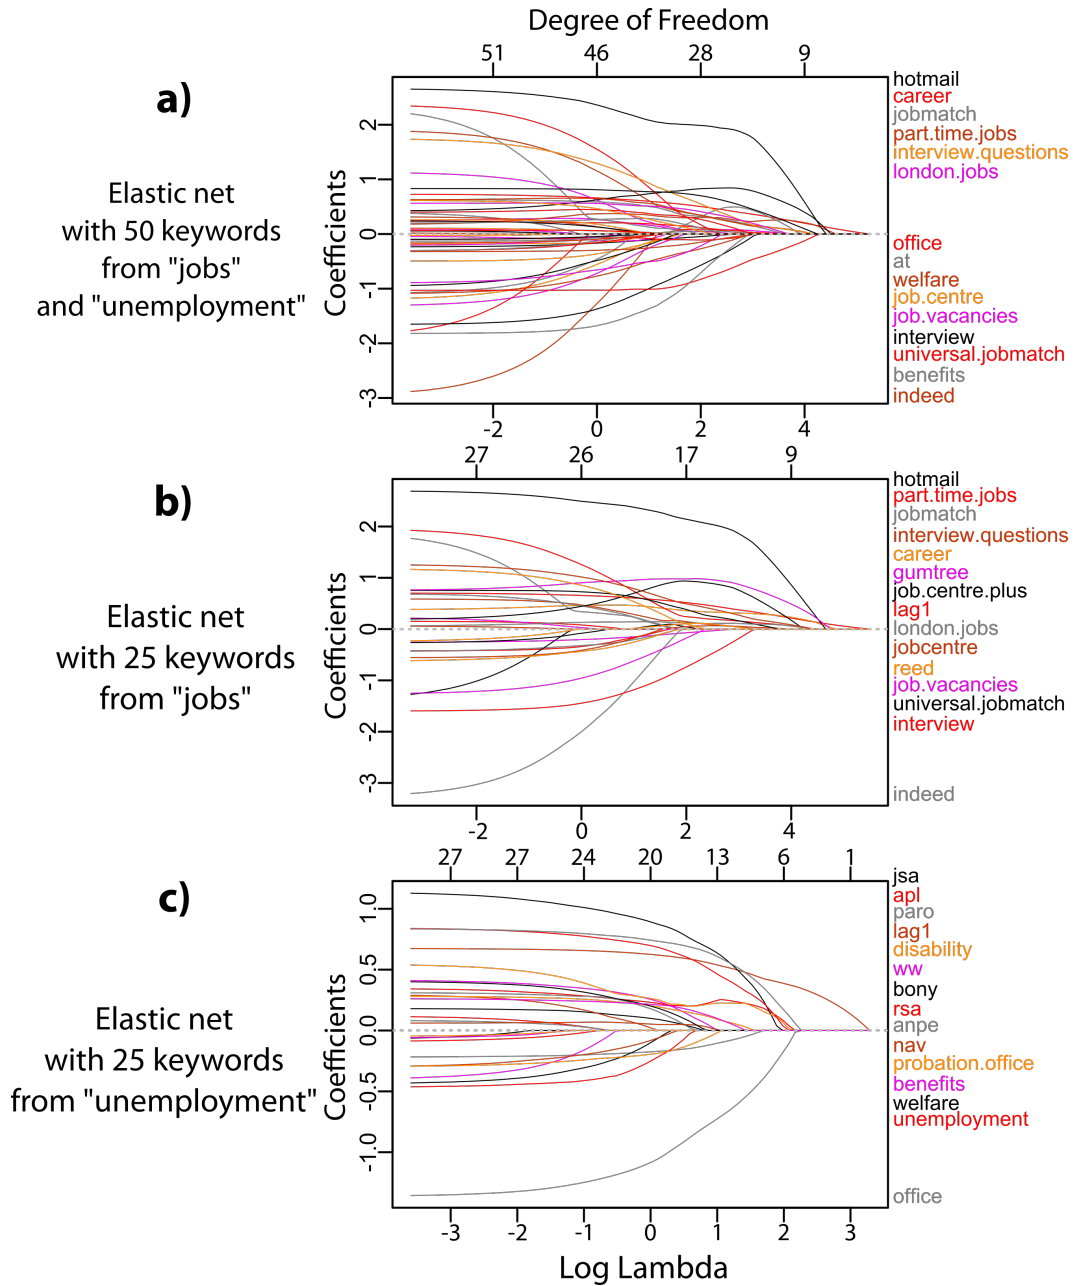 Degree of Freedom
51 46 28 9
a)
Elastic net
with 50 keywords
from "jobs"
and "unemployment"
Coefficients
2
1
0
-1
-2
-3
hotmail
career
jobmatch
part.time.jobs
interview.questions
london.jobs
office
at
welfare
job.centre
job.vacancies
interview
universal.jobmatch
benefits
indeed
-2 0 2 4
27 26 17 9
b)
Elastic net
with 25 keywords
from "jobs"
Coefficients
2
1
0
-1
-2
-3
hotmail
part.time.jobs
jobmatch
interview.questions
career
gumtree
job.centre.plus
lag1
london.jobs
jobcentre
reed
job.vacancies
universal.jobmatch
interview
indeed
-2 0 2 4
27 27 24 20 13 6 1
c)
Elastic net
with 25 keywords
from "unemployment"
Coefficients
1.0
0.5
0.0
-0.5
-1.0
jsa
apl
paro
lag1
disability
ww
bony
rsa
anpe
nav
probation.office
benefits
welfare
unemployment
office
-3 -2 -1 0 1 2 3
Log Lambda